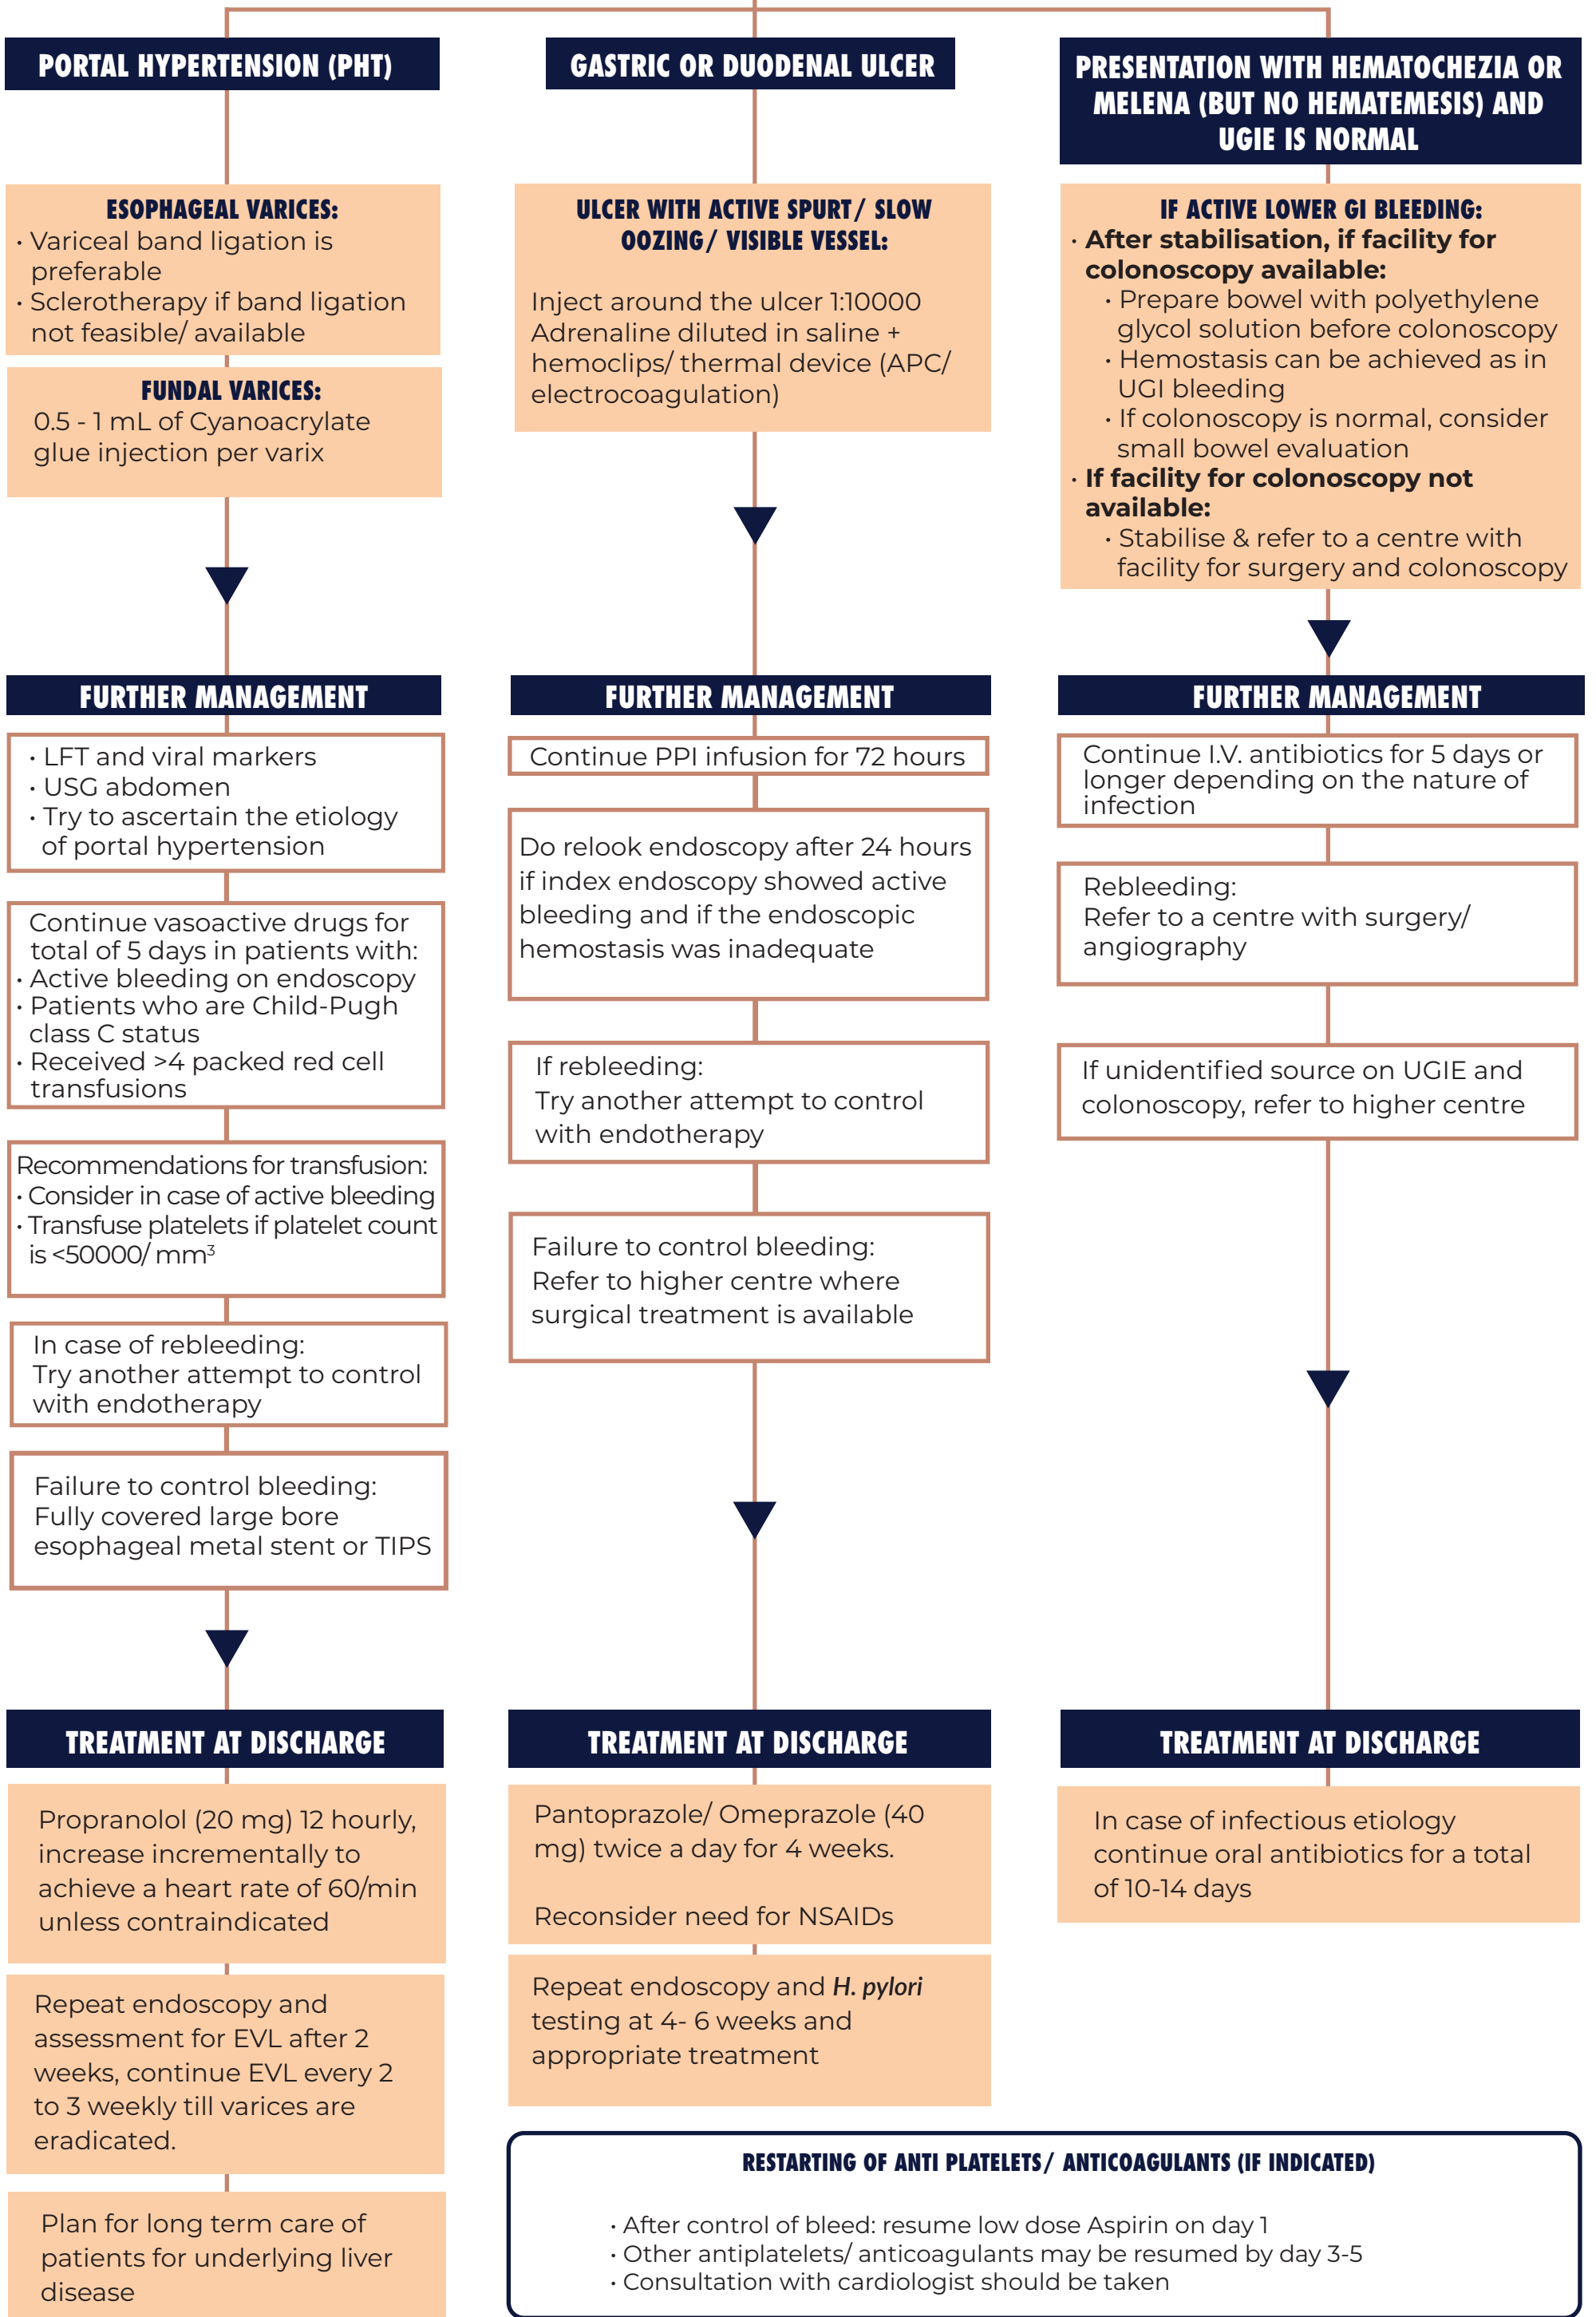 PORTAL HYPERTENSION (PHT)
ESOPHAGEAL VARICES:
· Variceal band ligation is
preferable
· Sclerotherapy if band ligation
not feasible/ available
FUNDAL VARICES:
0.5 - 1 mL of Cyanoacrylate
glue injection per varix
FURTHER MANAGEMENT
· LFT and viral markers
· USG abdomen
· Try to ascertain the etiology
of portal hypertension
Continue vasoactive drugs for
total of 5 days in patients with:
· Active bleeding on endoscopy
· Patients who are Child-Pugh
class C status
· Received >4 packed red cell
transfusions
Recommendations for transfusion:
· Consider in case of active bleeding
· Transfuse platelets if platelet count
is <50000/ mm³
In case of rebleeding:
Try another attempt to control
with endotherapy
Failure to control bleeding:
Fully covered large bore
esophageal metal stent or TIPS
TREATMENT AT DISCHARGE
Propranolol (20 mg) 12 hourly,
increase incrementally to
achieve a heart rate of 60/min
unless contraindicated
Repeat endoscopy and
assessment for EVL after 2
weeks, continue EVL every 2
to 3 weekly till varices are
eradicated.
Plan for long term care of
patients for underlying liver
disease
GASTRIC OR DUODENAL ULCER
ULCER WITH ACTIVE SPURT/ SLOW
OOZING/ VISIBLE VESSEL:
Inject around the ulcer 1:10000
Adrenaline diluted in saline +
hemoclips/ thermal device (APC/
electrocoagulation)
FURTHER MANAGEMENT
Continue PPI infusion for 72 hours
Do relook endoscopy after 24 hours
if index endoscopy showed active
bleeding and if the endoscopic
hemostasis was inadequate
If rebleeding:
Try another attempt to control
with endotherapy
Failure to control bleeding:
Refer to higher centre where
surgical treatment is available
TREATMENT AT DISCHARGE
Pantoprazole/ Omeprazole (40
mg) twice a day for 4 weeks.
Reconsider need for NSAIDs
Repeat endoscopy and H. pylori
testing at 4- 6 weeks and
appropriate treatment
PRESENTATION WITH HEMATOCHEZIA OR
MELENA (BUT NO HEMATEMESIS) AND
UGIE IS NORMAL
IF ACTIVE LOWER GI BLEEDING:
· After stabilisation, if facility for
colonoscopy available:
· Prepare bowel with polyethylene
glycol solution before colonoscopy
· Hemostasis can be achieved as in
UGI bleeding
· If colonoscopy is normal, consider
small bowel evaluation
· If facility for colonoscopy not
available:
· Stabilise & refer to a centre with
facility for surgery and colonoscopy
FURTHER MANAGEMENT
Continue I.V. antibiotics for 5 days or
longer depending on the nature of
infection
Rebleeding:
Refer to a centre with surgery/
angiography
If unidentified source on UGIE and
colonoscopy, refer to higher centre
TREATMENT AT DISCHARGE
In case of infectious etiology
continue oral antibiotics for a total
of 10-14 days
RESTARTING OF ANTI PLATELETS/ ANTICOAGULANTS (IF INDICATED)
· After control of bleed: resume low dose Aspirin on day 1
· Other antiplatelets/ anticoagulants may be resumed by day 3-5
· Consultation with cardiologist should be taken